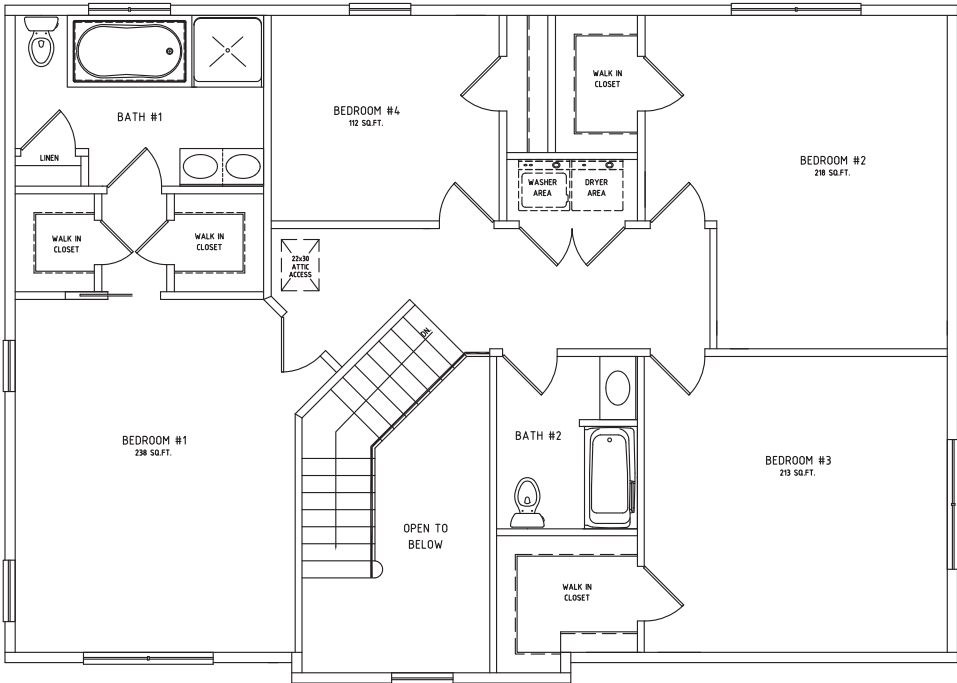 BATH #1
LINEN
WALK IN
CLOSET
WALK IN
CLOSET
BEDROOM #4
112 SQ.FT.
WALK IN
CLOSET
WASHER
AREA
DRYER
AREA
BEDROOM #2
218 SQ.FT.
22x30
ATTIC
ACCESS
DN.
BEDROOM #1
238 SQ.FT.
BATH #2
OPEN TO
BELOW
BEDROOM #3
213 SQ.FT.
WALK IN
CLOSET